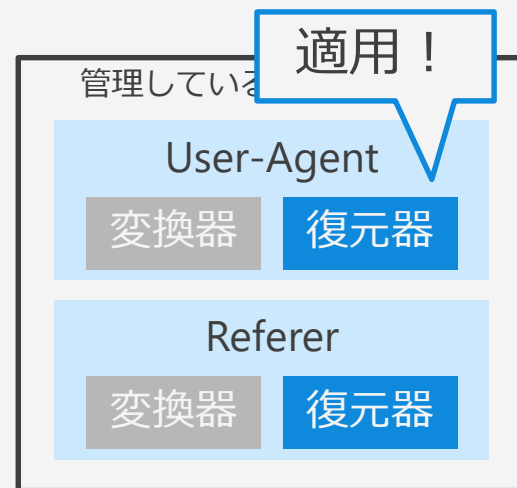 適用！
管理している
User-Agent
変換器 復元器
Referer
変換器 復元器